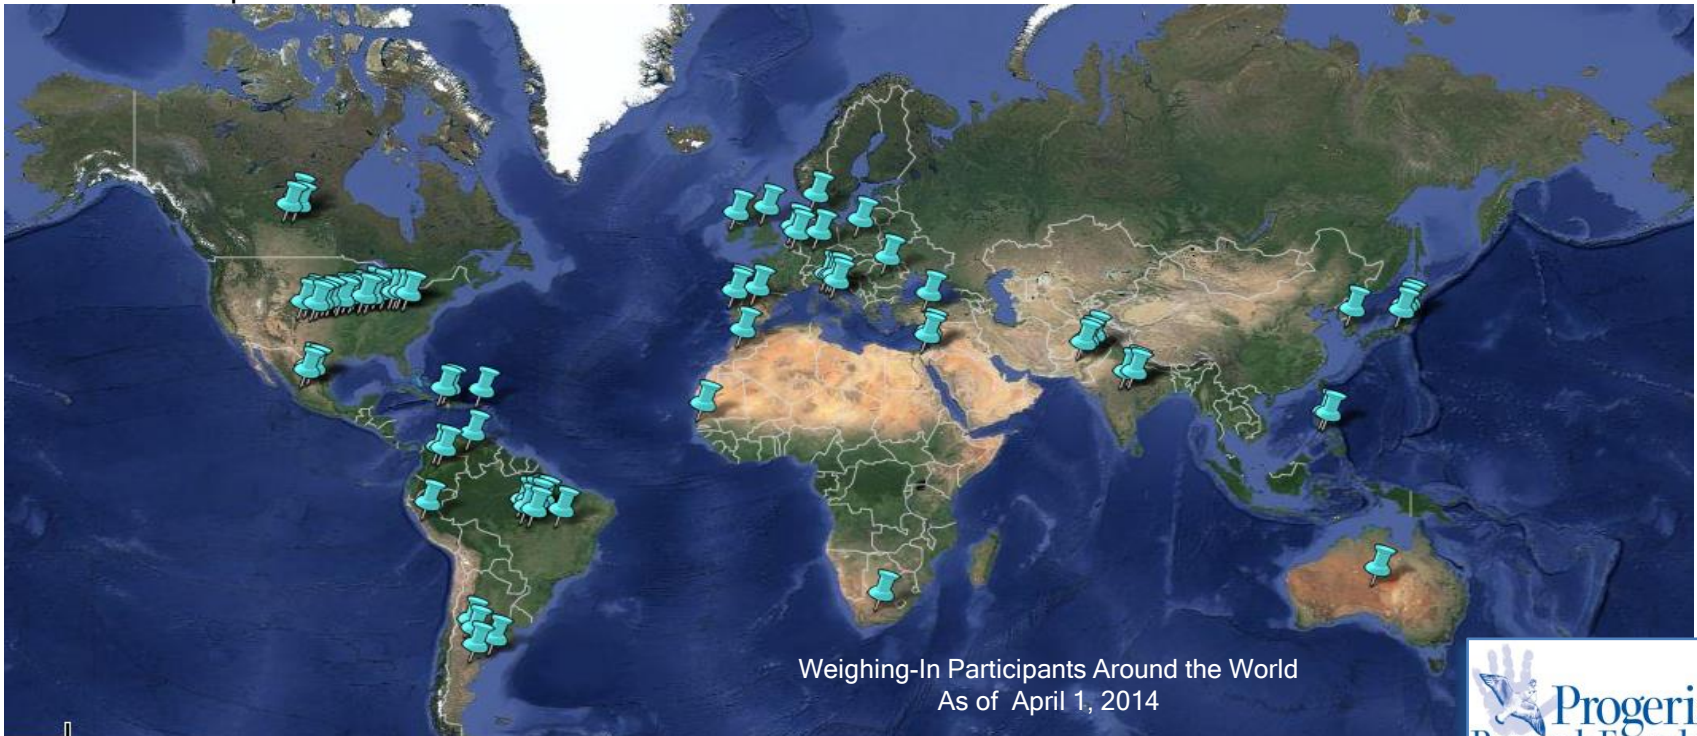 Weighing-In Participants Around the World
As of April 1, 2014
Progeri